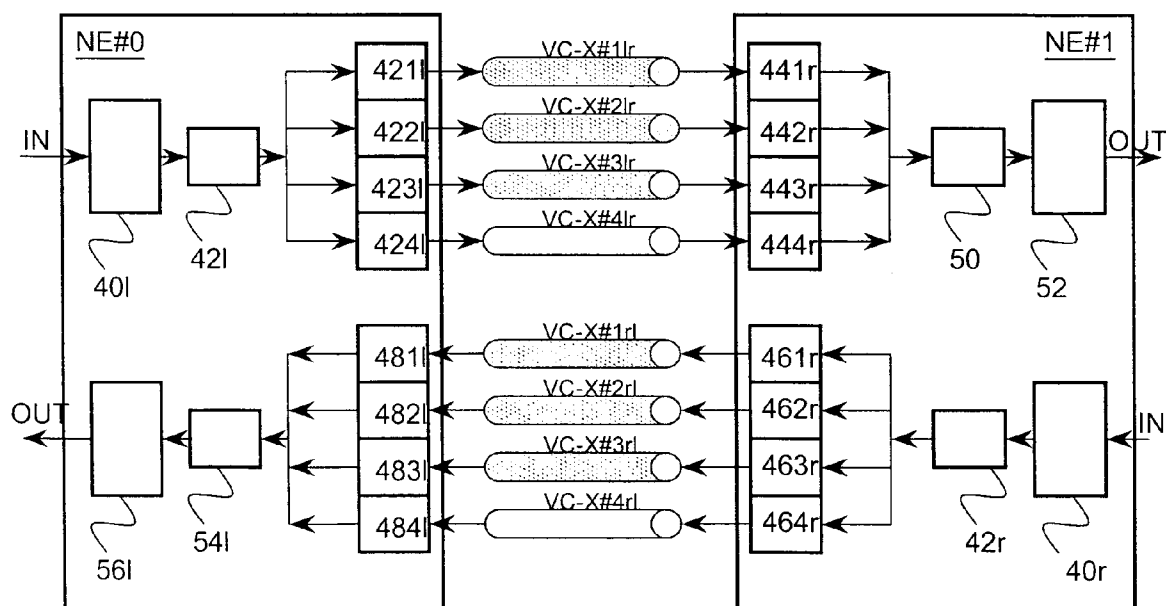 NE#0
NE#1
VC-X#1lr
421l
441r
VC-X#2lr
422l
442r
IN
OUT
VC-X#3lr
423l
443r
VC-X#4lr
424l
444r
42l
50
40l
52
VC-X#1rl
481l
461r
VC-X#2rl
482l
462r
OUT
IN
VC-X#3rl
483l
463r
VC-X#4rl
484l
464r
54l
42r
56l
40r